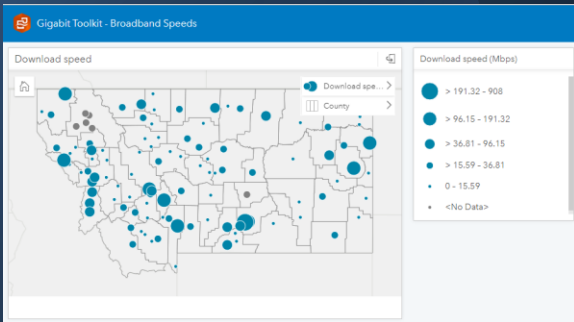 Gigabit Toolkit - Broadband Speeds
Download speed
Download spe...
County
Download speed (Mbps)
> 191.32 - 908
> 96.15 - 191.32
> 36.81 - 96.15
> 15.59 - 36.81
0 - 15.59
<No Data>